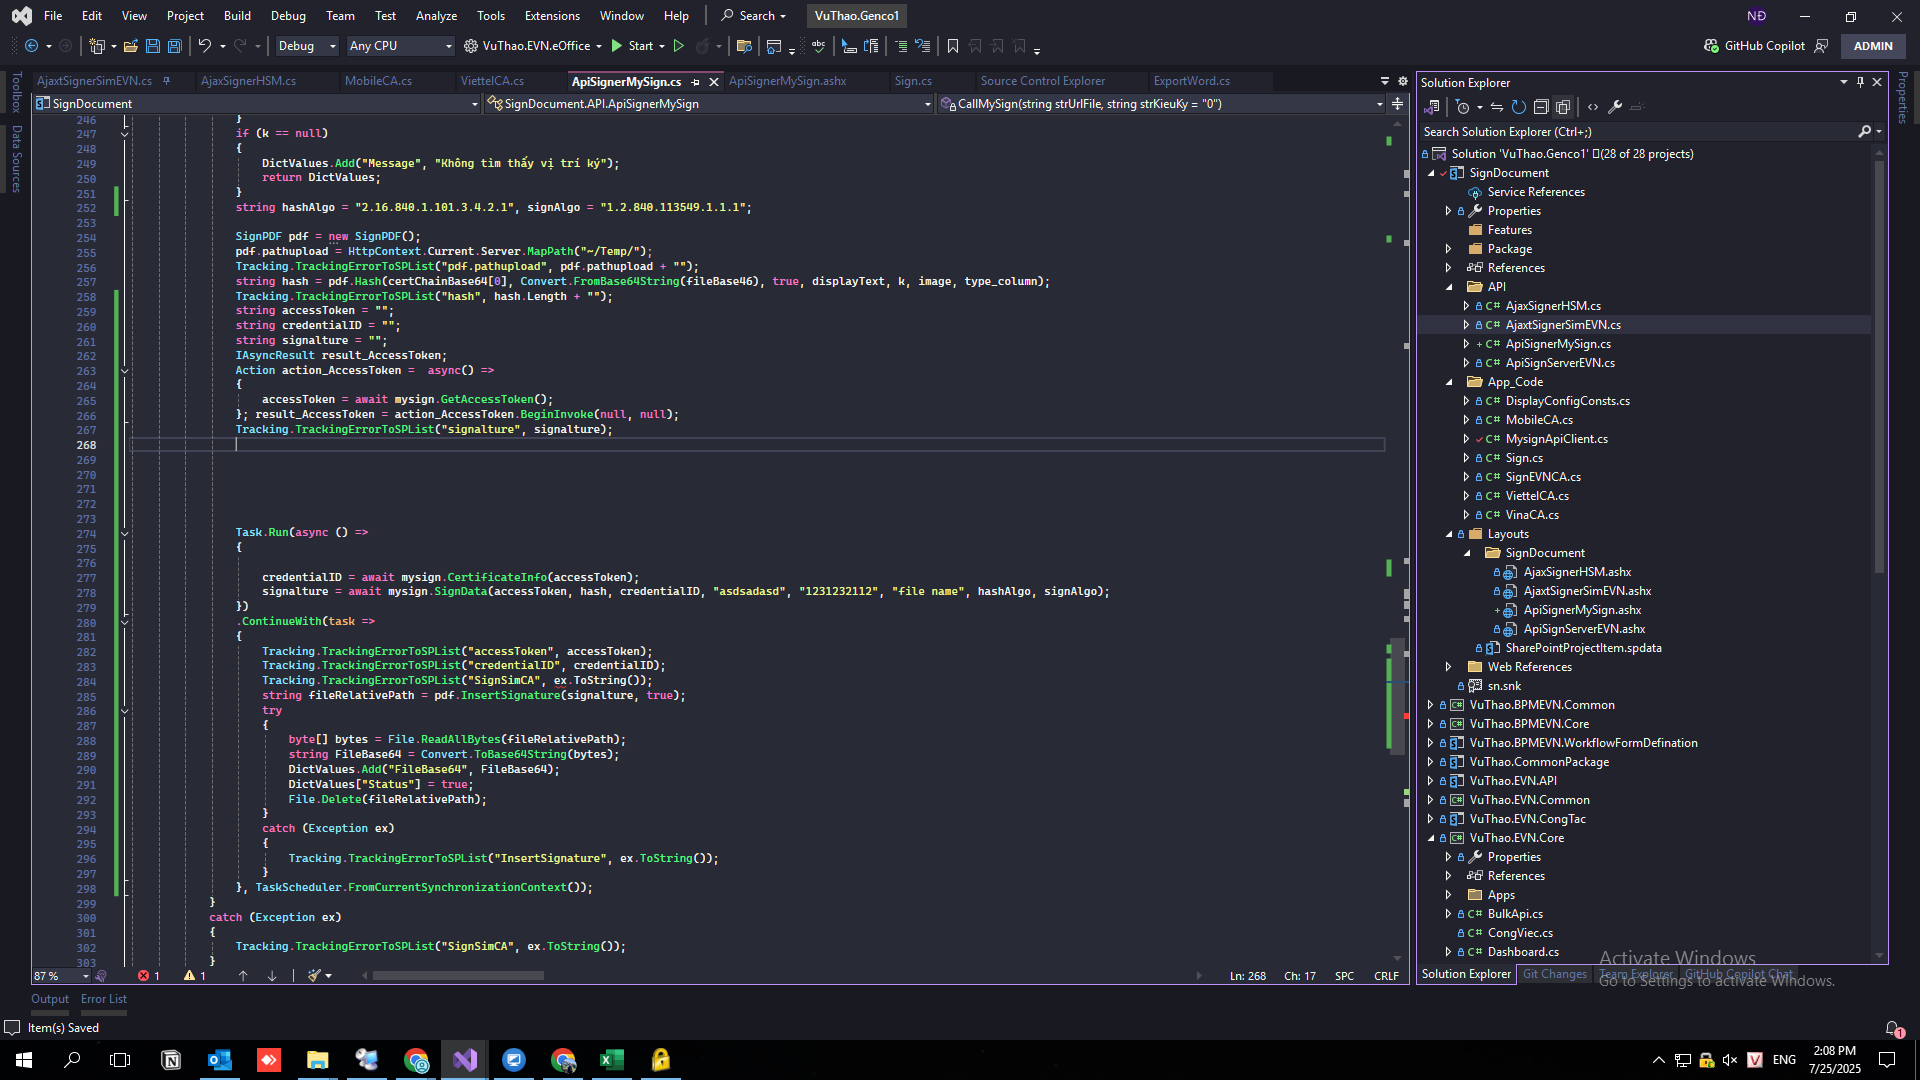 File Edit View Project Build Debug Team Test Analyze Tools Extensions Window Help Search VuThao.Genco1 NĐ
Debug Any CPU VuThao.EVN.eOffice Start GitHub Copilot ADMIN
AjaxtSignerSimEVN.cs AjaxSignerHSM.cs MobileCA.cs ViettelCA.cs ApiSignerMySign.cs ApiSignerMySign.ashx Sign.cs Source Control Explorer ExportWord.cs
SignDocument SignDocument.API.ApiSignerMySign CallMySign(string strUrlFile, string strKieuKy = "0")
Toolbox
Data Sources
246 }
247 if (k == null)
248 {
249 DictValues.Add("Message", "Không tìm thấy vị trí ký");
250 return DictValues;
251 }
252 string hashAlgo = "2.16.840.1.101.3.4.2.1", signAlgo = "1.2.840.113549.1.1.1";
253
254 SignPDF pdf = new SignPDF();
255 pdf.pathupload = HttpContext.Current.Server.MapPath("~/Temp/");
256 Tracking.TrackingErrorToSPList("pdf.pathupload", pdf.pathupload + "");
257 string hash = pdf.Hash(certChainBase64[0], Convert.FromBase64String(fileBase46), true, displayText, k, image, type_column);
258 Tracking.TrackingErrorToSPList("hash", hash.Length + "");
259 string accessToken = "";
260 string credentialID = "";
261 string signalture = "";
262 IAsyncResult result_AccessToken;
263 Action action_AccessToken = async() =>
264 {
265 accessToken = await mysign.GetAccessToken();
266 }; result_AccessToken = action_AccessToken.BeginInvoke(null, null);
267 Tracking.TrackingErrorToSPList("signalture", signalture);
268
269
270
271
272
273
274 Task.Run(async () =>
275 {
276
277 credentialID = await mysign.CertificateInfo(accessToken);
278 signalture = await mysign.SignData(accessToken, hash, credentialID, "asdsadasd", "1231232112", "file name", hashAlgo, signAlgo);
279 })
280 .ContinueWith(task =>
281 {
282 Tracking.TrackingErrorToSPList("accessToken", accessToken);
283 Tracking.TrackingErrorToSPList("credentialID", credentialID);
284 Tracking.TrackingErrorToSPList("SignSimCA", ex.ToString());
285 string fileRelativePath = pdf.InsertSignature(signalture, true);
286 try
287 {
288 byte[] bytes = File.ReadAllBytes(fileRelativePath);
289 string FileBase64 = Convert.ToBase64String(bytes);
290 DictValues.Add("FileBase64", FileBase64);
291 DictValues["Status"] = true;
292 File.Delete(fileRelativePath);
293 }
294 catch (Exception ex)
295 {
296 Tracking.TrackingErrorToSPList("InsertSignature", ex.ToString());
297 }
298 }, TaskScheduler.FromCurrentSynchronizationContext());
299 }
300 catch (Exception ex)
301 {
302 Tracking.TrackingErrorToSPList("SignSimCA", ex.ToString());
303 }
87 % 1 1 Ln: 268 Ch: 17 SPC CRLF
Output Error List
Item(s) Saved
Solution Explorer
Search Solution Explorer (Ctrl+;)
Solution 'VuThao.Genco1' (28 of 28 projects)
SignDocument
Service References
Properties
Features
Package
References
API
AjaxSignerHSM.cs
AjaxtSignerSimEVN.cs
ApiSignerMySign.cs
ApiSignServerEVN.cs
App_Code
DisplayConfigConsts.cs
MobileCA.cs
MysignApiClient.cs
Sign.cs
SignEVNCA.cs
ViettelCA.cs
VinaCA.cs
Layouts
SignDocument
AjaxSignerHSM.ashx
AjaxtSignerSimEVN.ashx
ApiSignerMySign.ashx
ApiSignServerEVN.ashx
SharePointProjectItem.spdata
Web References
sn.snk
VuThao.BPMEVN.Common
VuThao.BPMEVN.Core
VuThao.BPMEVN.WorkflowFormDefination
VuThao.CommonPackage
VuThao.EVN.API
VuThao.EVN.Common
VuThao.EVN.CongTac
VuThao.EVN.Core
Properties
References
Apps
BulkApi.cs
CongViec.cs
Dashboard.cs
Solution Explorer Git Changes Team Explorer GitHub Copilot Chat
Properties
Activate Windows
Go to Settings to activate Windows.
1
ENG
2:08 PM
7/25/2025